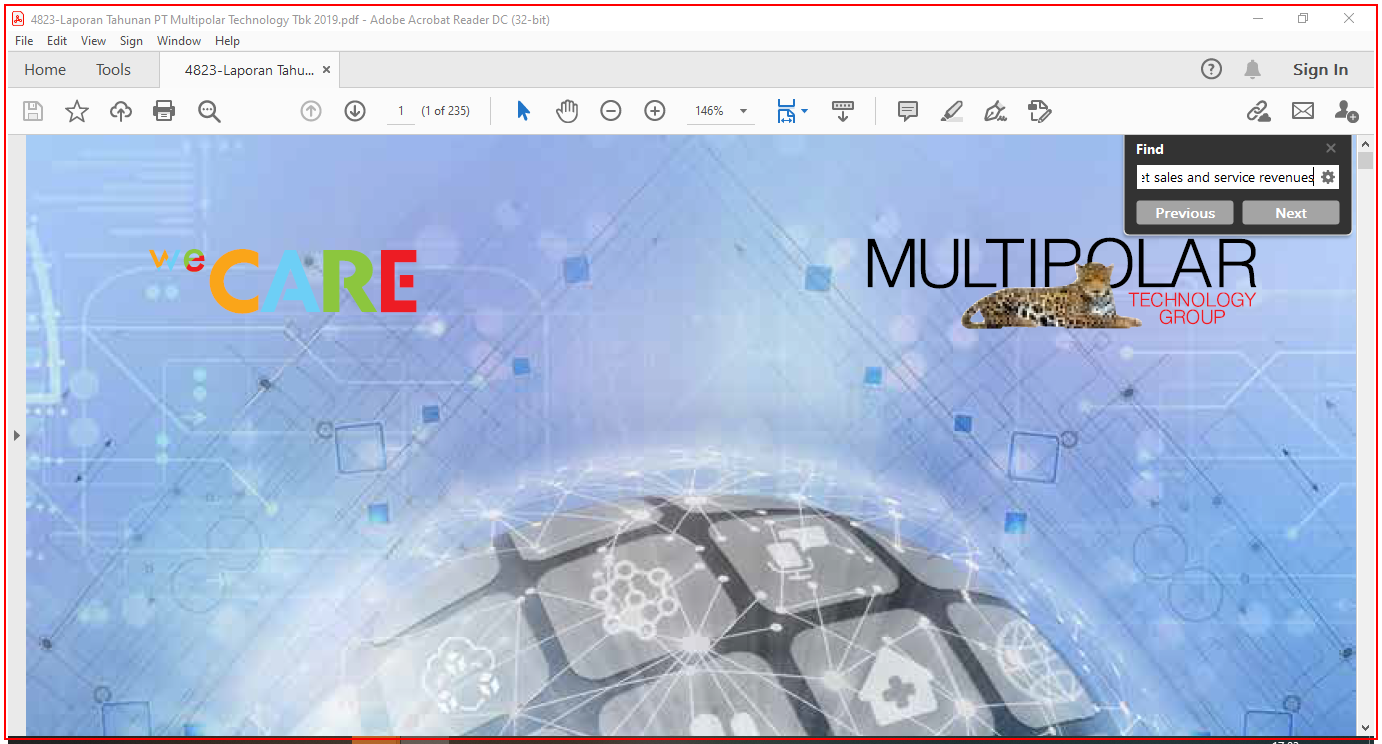 4823-Laporan Tahunan PT Multipolar Technology Tbk 2019.pdf - Adobe Acrobat Reader DC (32-bit)
File Edit View Sign Window Help
Home Tools 4823-Laporan Tahu... Sign In
1 (1 of 235) 146%
Find
et sales and service revenues
Previous Next
we CARE
MULTIPOLAR
TECHNOLOGY
GROUP